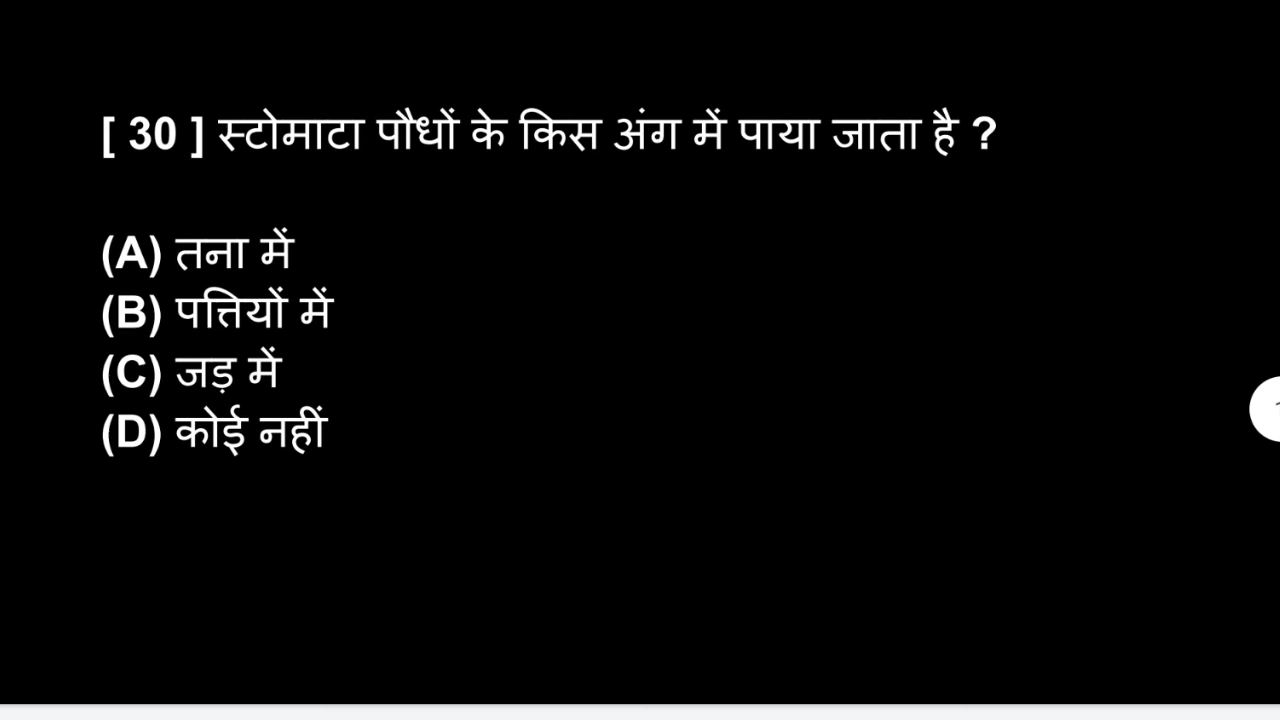 [ 30 ] स्टोमाटा पौधों के किस अंग में पाया जाता है ?
(A) तना में
(B) पत्तियों में
(C) जड़ में
(D) कोई नहीं